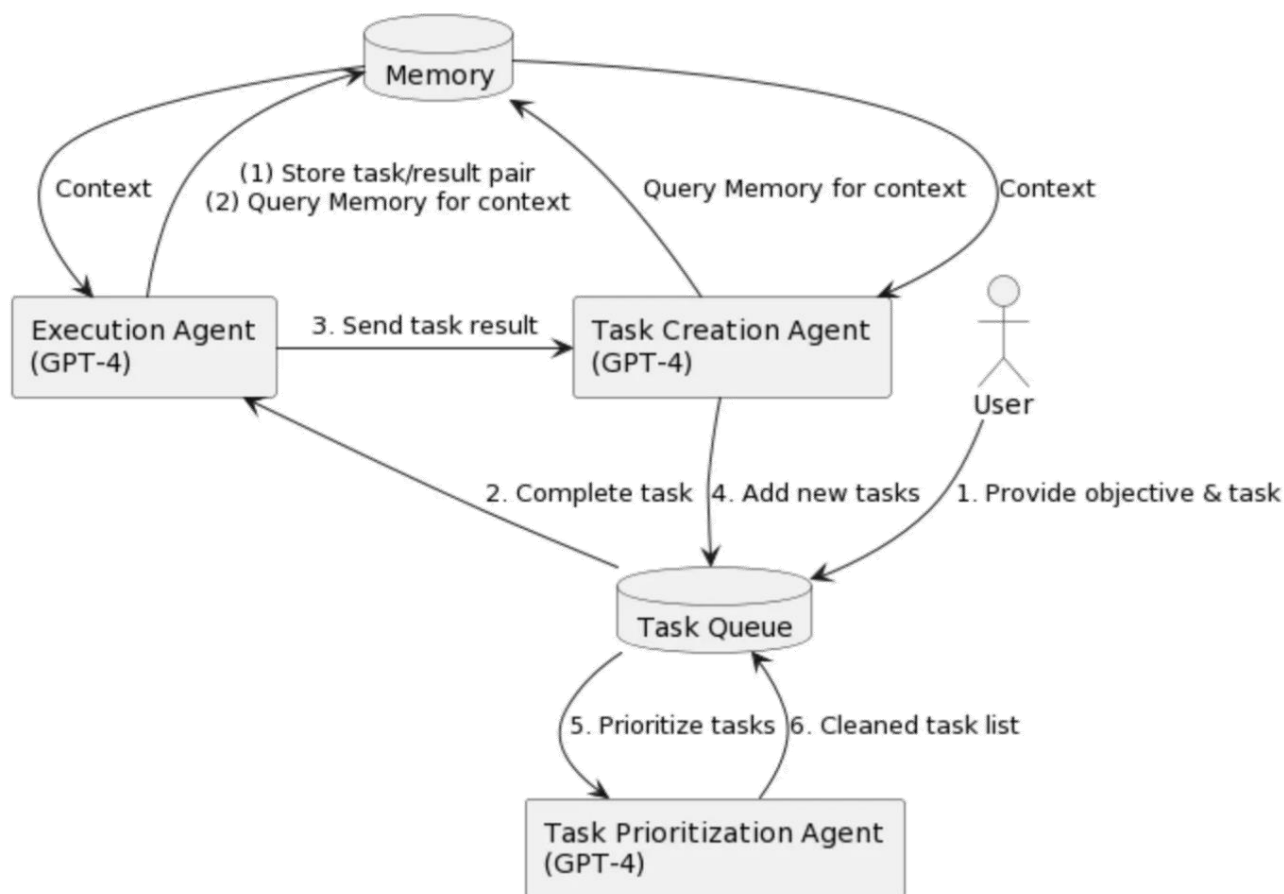 Memory
Context
(1) Store task/result pair
(2) Query Memory for context
Query Memory for context
Context
Execution Agent
(GPT-4)
3. Send task result
Task Creation Agent
(GPT-4)
User
2. Complete task
4. Add new tasks
1. Provide objective & task
Task Queue
5. Prioritize tasks
6. Cleaned task list
Task Prioritization Agent
(GPT-4)